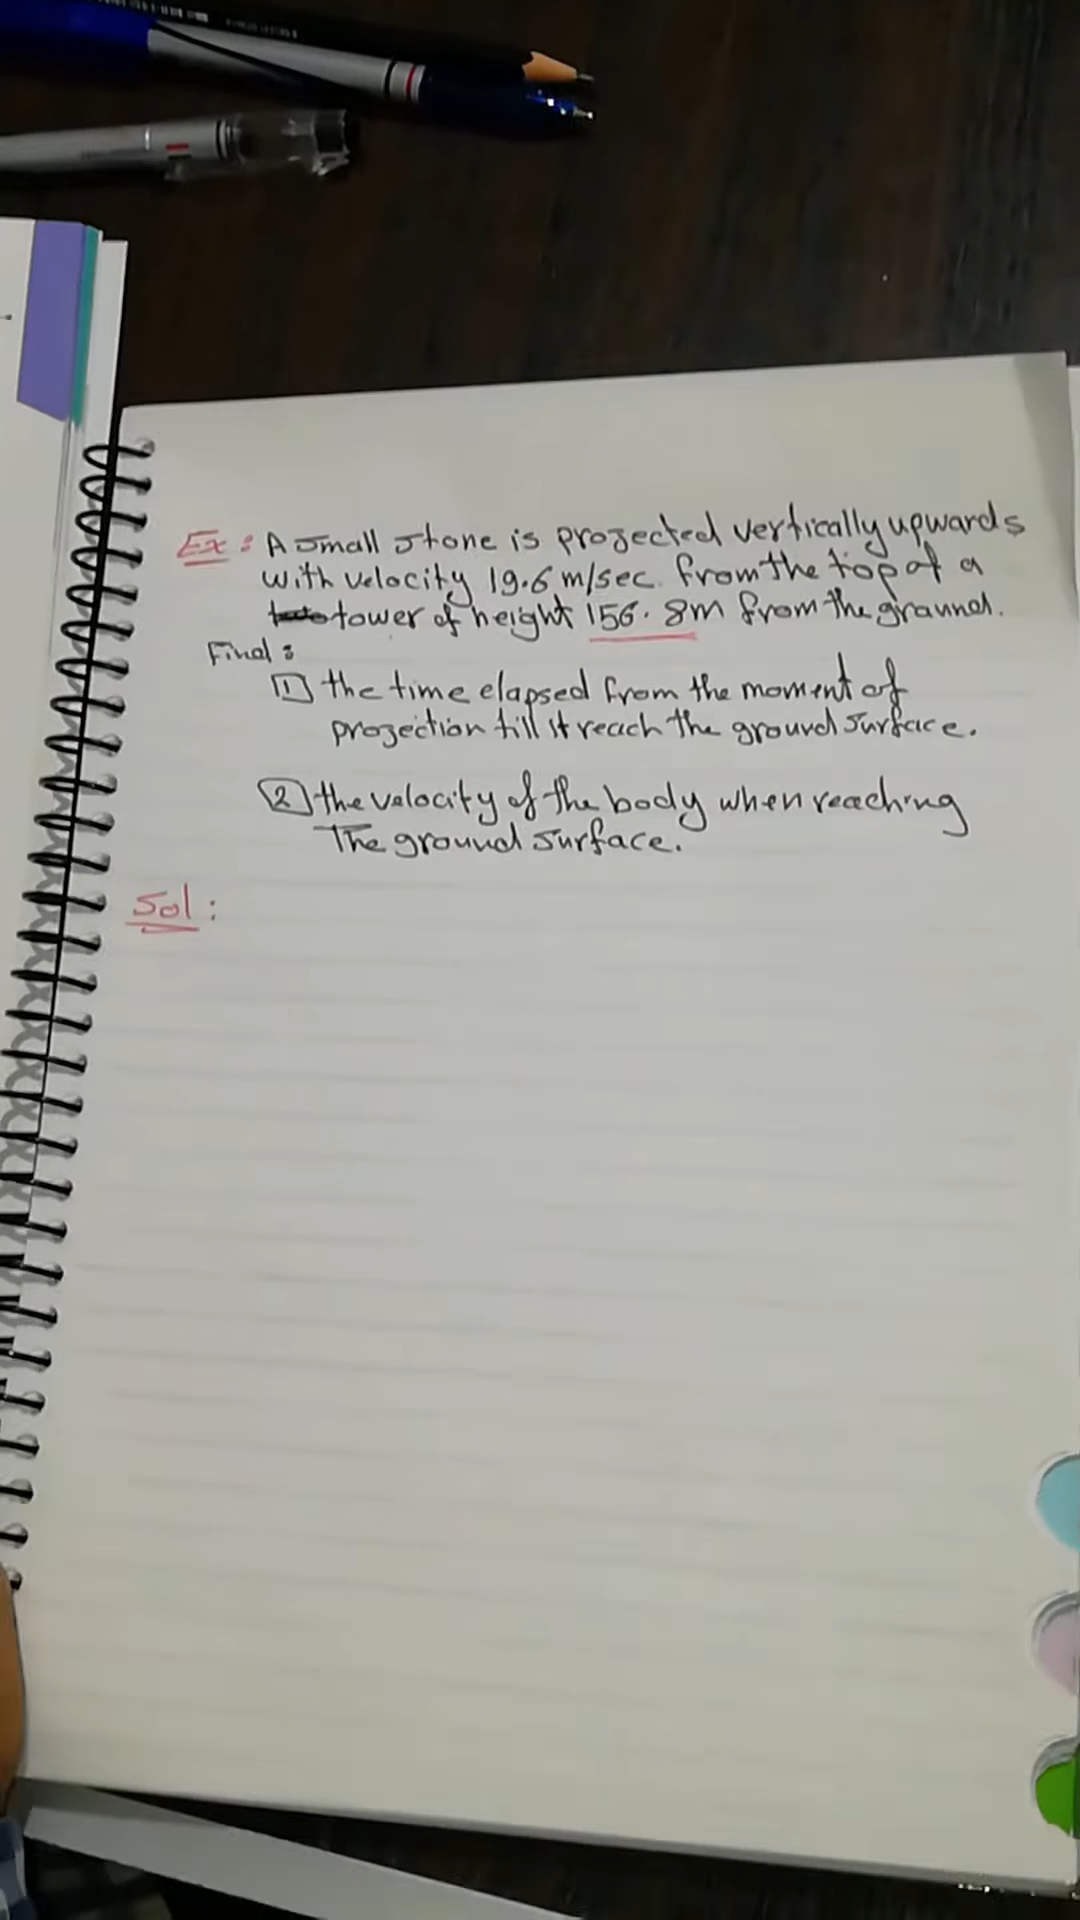 Ex: A small stone is projected vertically upwards
with velocity 19.6 m/sec. from the top of a
tower of height 156.8m from the ground.
Find:
1 the time elapsed from the moment of
projection till it reach the ground surface.
2 the velocity of the body when reaching
The ground surface.
Sol: